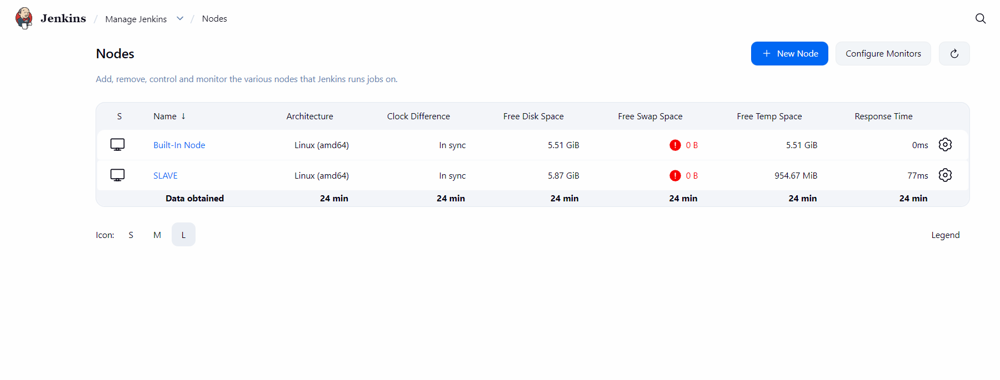 Jenkins / Manage Jenkins / Nodes
Nodes
+ New Node
Configure Monitors
Add, remove, control and monitor the various nodes that Jenkins runs jobs on.
S Name ↓ Architecture Clock Difference Free Disk Space Free Swap Space Free Temp Space Response Time
Built-In Node Linux (amd64) In sync 5.51 GiB ! 0 B 5.51 GiB 0ms
SLAVE Linux (amd64) In sync 5.87 GiB ! 0 B 954.67 MiB 77ms
Data obtained 24 min 24 min 24 min 24 min 24 min 24 min
Icon: S M L
Legend